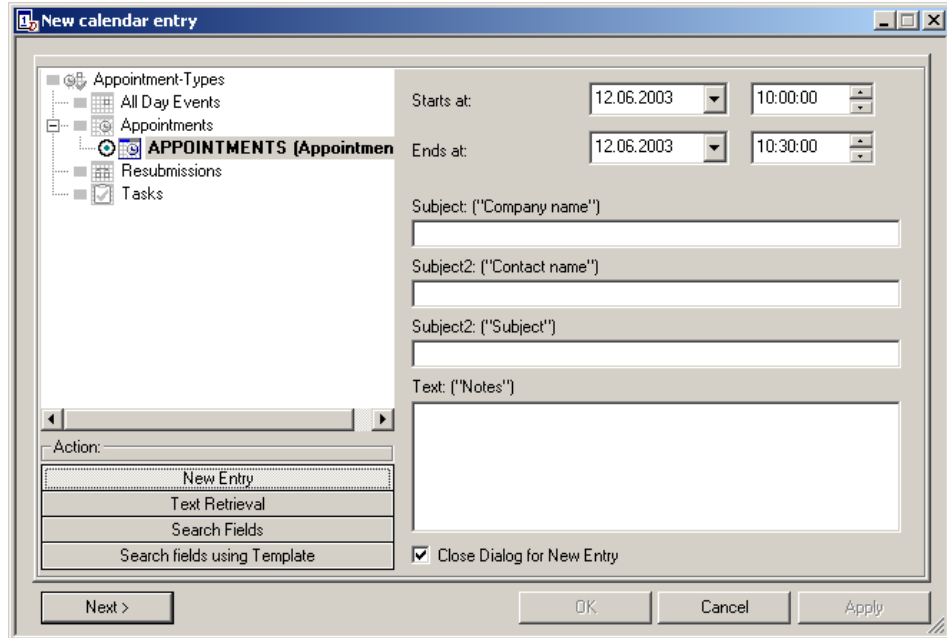 New calendar entry
Appointment-Types
All Day Events
Appointments
APPOINTMENTS (Appointmen
Resubmissions
Tasks
Action:
New Entry
Text Retrieval
Search Fields
Search fields using Template
Starts at: 12.06.2003 10:00:00
Ends at: 12.06.2003 10:30:00
Subject: ("Company name")
Subject2: ("Contact name")
Subject2: ("Subject")
Text: ("Notes")
Close Dialog for New Entry
Next > OK Cancel Apply